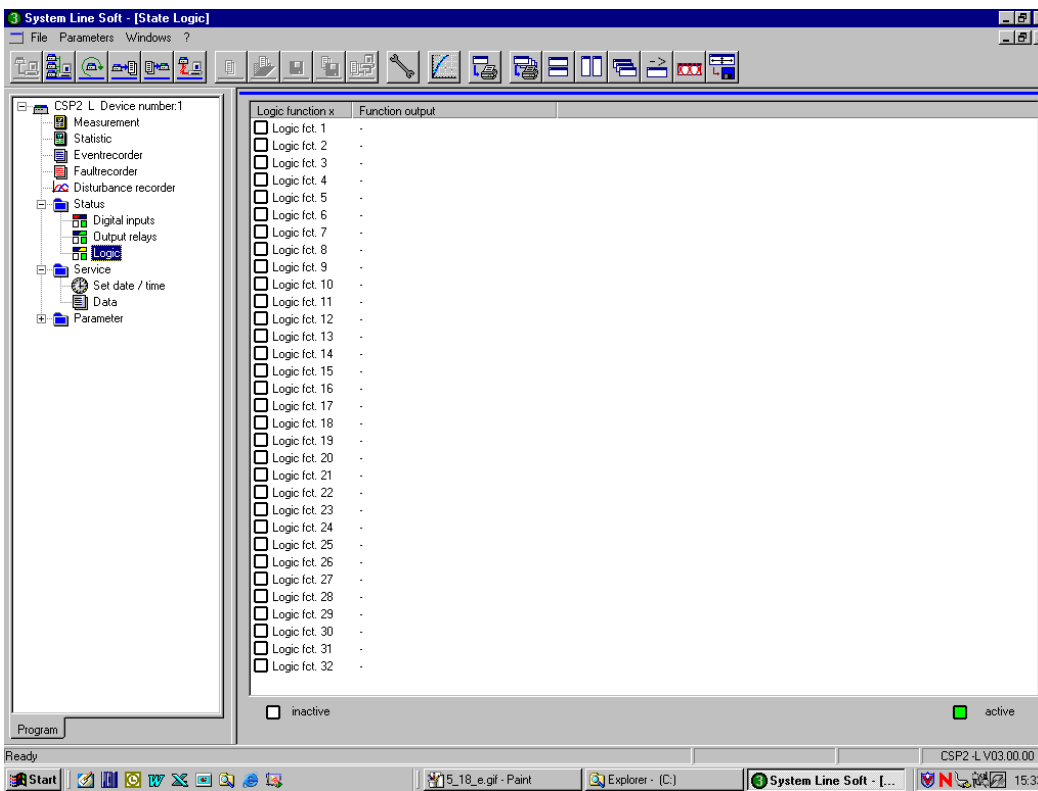 System Line Soft - [State Logic]
File Parameters Windows ?
CSP2 L Device number:1
Measurement
Statistic
Eventrecorder
Faultrecorder
Disturbance recorder
Status
Digital inputs
Output relays
Logic
Service
Set date / time
Data
Parameter
Program
Logic function x Function output
Logic fct. 1 -
Logic fct. 2 -
Logic fct. 3 -
Logic fct. 4 -
Logic fct. 5 -
Logic fct. 6 -
Logic fct. 7 -
Logic fct. 8 -
Logic fct. 9 -
Logic fct. 10 -
Logic fct. 11 -
Logic fct. 12 -
Logic fct. 13 -
Logic fct. 14 -
Logic fct. 15 -
Logic fct. 16 -
Logic fct. 17 -
Logic fct. 18 -
Logic fct. 19 -
Logic fct. 20 -
Logic fct. 21 -
Logic fct. 22 -
Logic fct. 23 -
Logic fct. 24 -
Logic fct. 25 -
Logic fct. 26 -
Logic fct. 27 -
Logic fct. 28 -
Logic fct. 29 -
Logic fct. 30 -
Logic fct. 31 -
Logic fct. 32 -
inactive active
Ready CSP2 -L V03.00.00
Start 15_18_e.gif - Paint Explorer - (C:) System Line Soft - [...